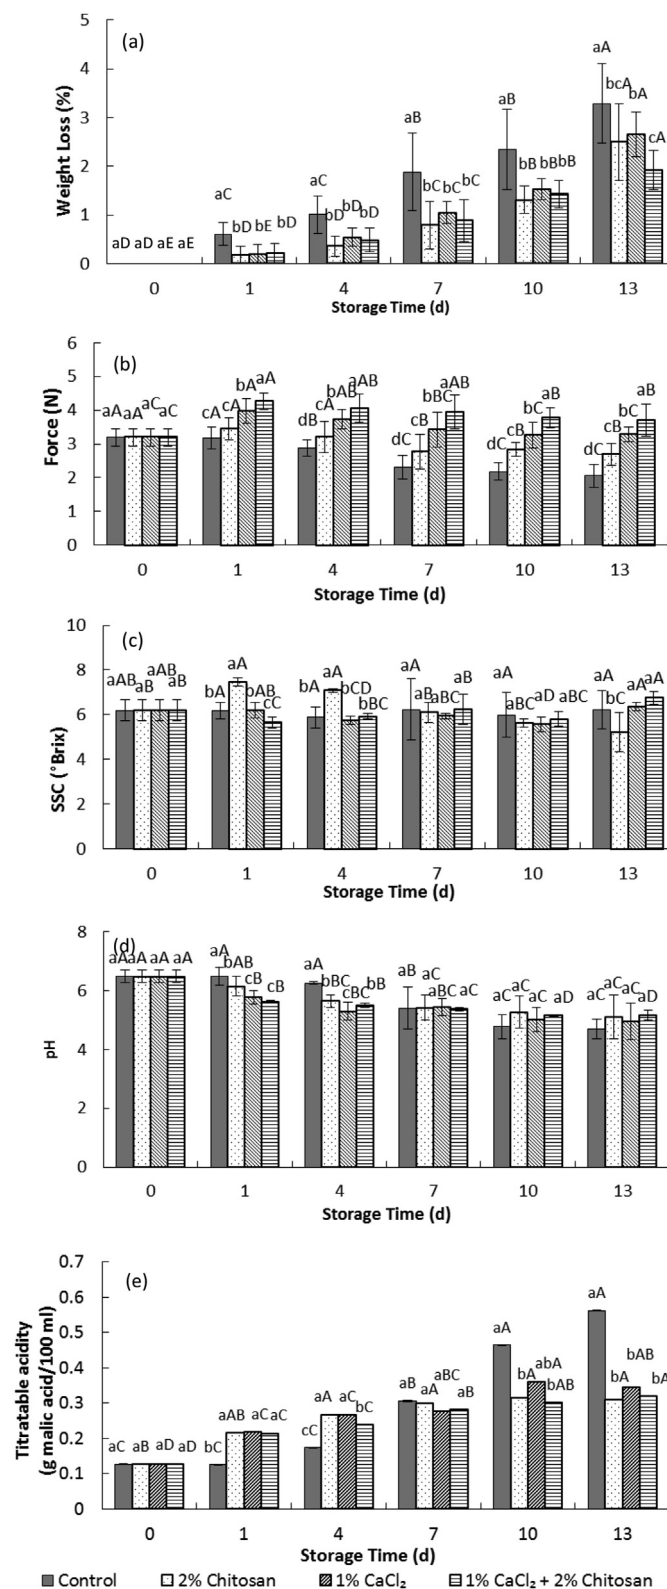 (a)
Weight Loss (%)
5
4
3
2
1
0
aD aD aE aE
aC bD bE bD
aC bD bD bD
aB bC bC bC
aB bB bB bB
aA bcA bA cA
0 1 4 7 10 13
Storage Time (d)
(b)
Force (N)
6
5
4
3
2
1
0
aA aA aC aC
cA cA bA aA
dB cA bAB aAB
dC cB bBC aAB
dC cB bC aB
dC cB bC aB
0 1 4 7 10 13
Storage Time (d)
(c)
SSC (°Brix)
10
8
6
4
2
0
aAB aB aAB aB
bA aA bAB cC
bA aA bCD bBC
aA aB aBC aB
aA aBC aD aBC
aA bC aA aA
0 1 4 7 10 13
Storage Time (d)
(d)
pH
8
6
4
2
0
aA aA aA aA
aA bAB cB cB
aA bBC cBC bB
aB aC aBC aC
aC aC aC aD
aC aC aC aD
0 1 4 7 10 13
Storage Time (d)
(e)
Titratable acidity
(g malic acid/100 ml)
0.7
0.6
0.5
0.4
0.3
0.2
0.1
0
aC aB aD aD
bC aAB aC aC
cC aA aC bC
aB aA aBC aB
aA bA abA bAB
aA bA bAB bA
0 1 4 7 10 13
Storage Time (d)
Control 2% Chitosan 1% CaCl₂ 1% CaCl₂ + 2% Chitosan